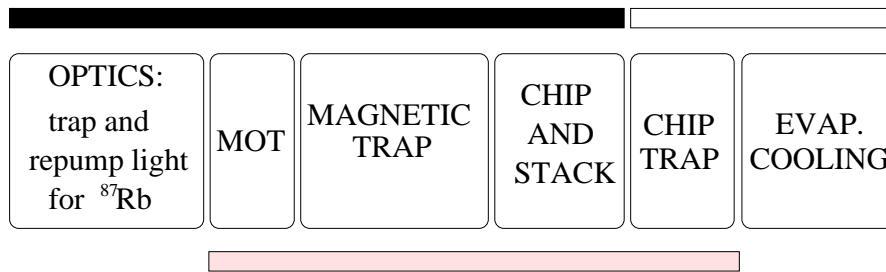 OPTICS:
trap and
repump light
for ⁸⁷Rb
MOT
MAGNETIC
TRAP
CHIP
AND
STACK
CHIP
TRAP
EVAP.
COOLING